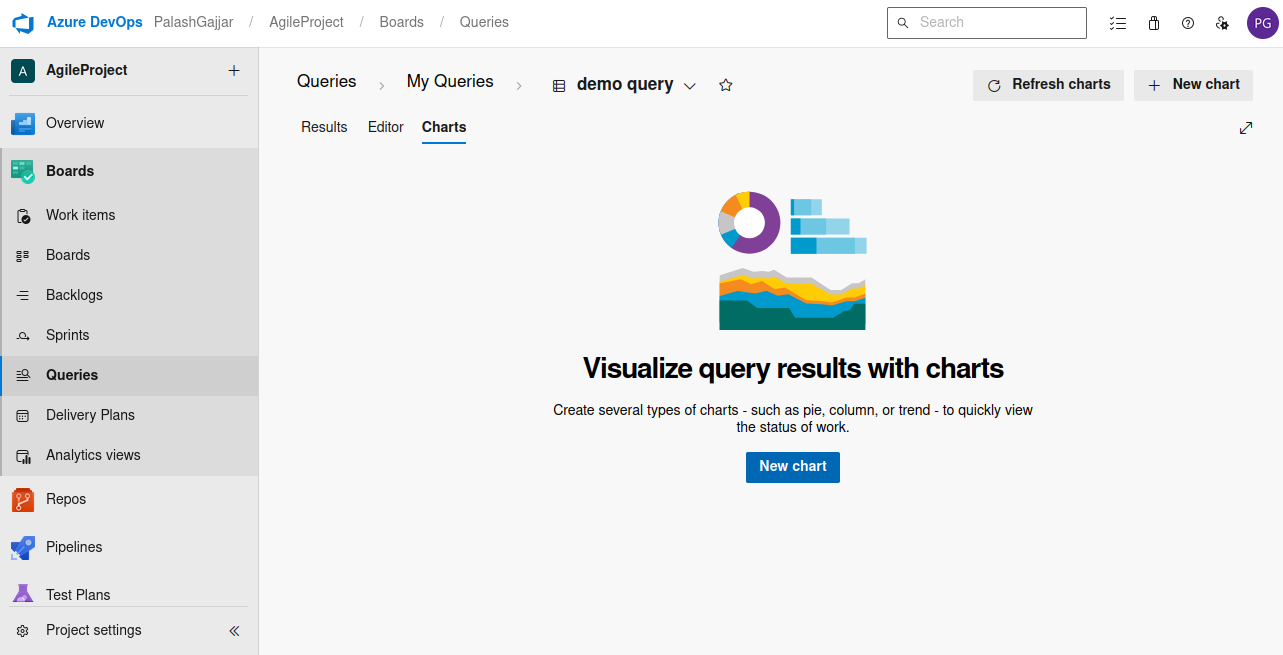 Azure DevOps PalashGajjar / AgileProject / Boards / Queries
Search
PG
A AgileProject
Overview
Boards
Work items
Boards
Backlogs
Sprints
Queries
Delivery Plans
Analytics views
Repos
Pipelines
Test Plans
Project settings
Queries > My Queries > demo query
Refresh charts
New chart
Results Editor Charts
Visualize query results with charts
Create several types of charts - such as pie, column, or trend - to quickly view
the status of work.
New chart